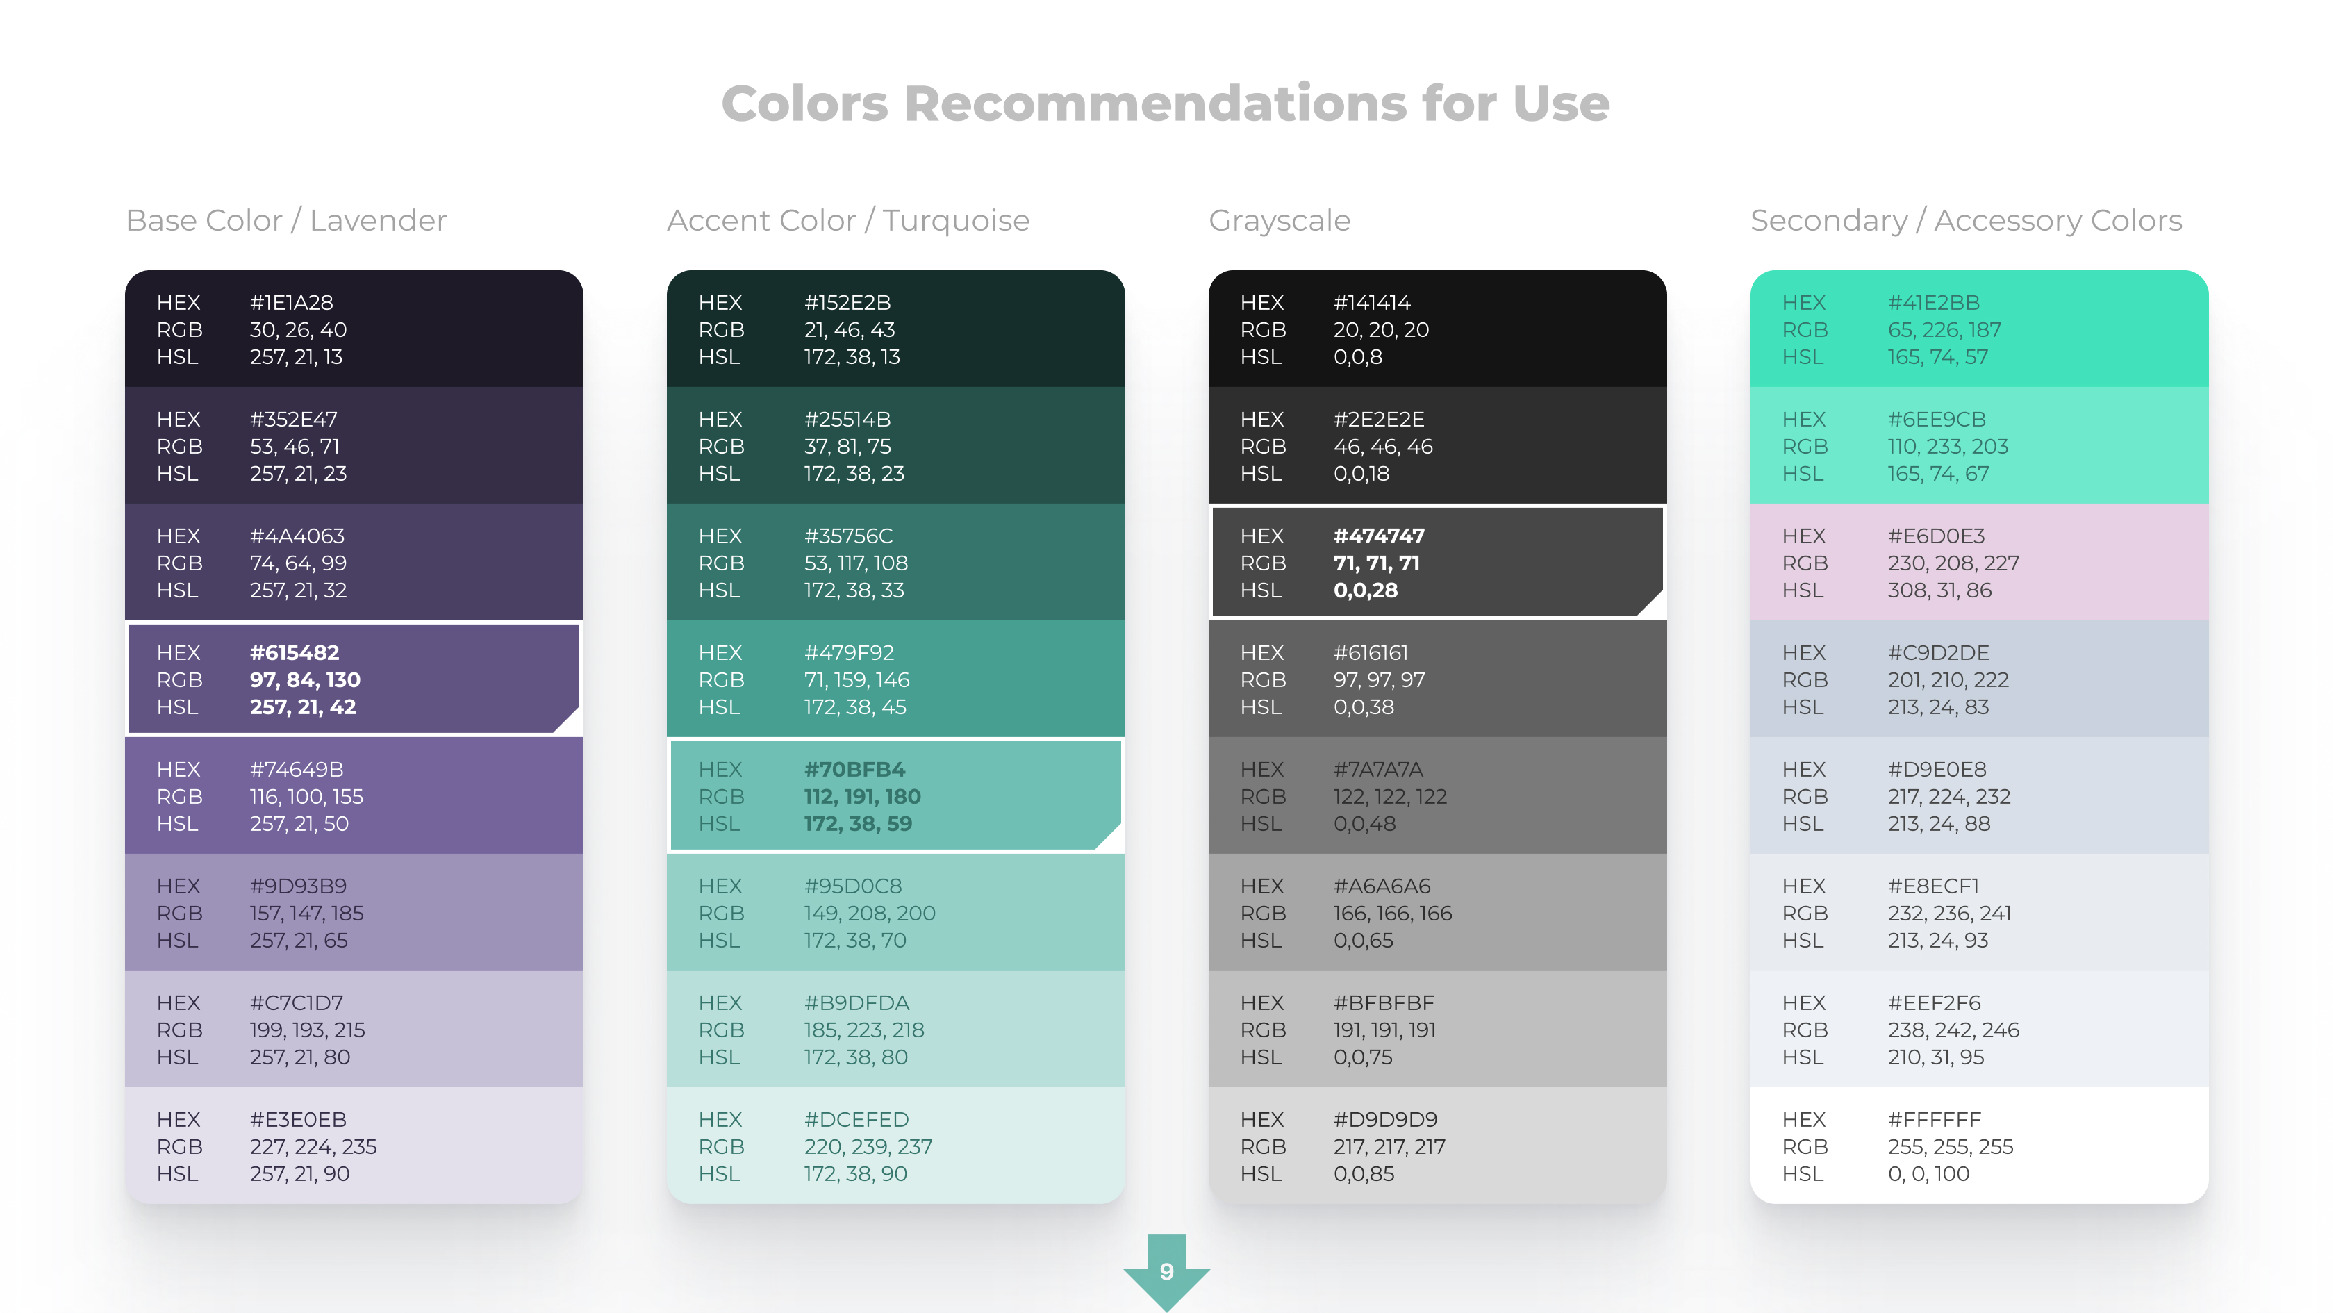 Colors Recommendations for Use
Base Color / Lavender
HEX #1E1A28
RGB 30, 26, 40
HSL 257, 21, 13
HEX #352E47
RGB 53, 46, 71
HSL 257, 21, 23
HEX #4A4063
RGB 74, 64, 99
HSL 257, 21, 32
HEX #615482
RGB 97, 84, 130
HSL 257, 21, 42
HEX #74649B
RGB 116, 100, 155
HSL 257, 21, 50
HEX #9D93B9
RGB 157, 147, 185
HSL 257, 21, 65
HEX #C7C1D7
RGB 199, 193, 215
HSL 257, 21, 80
HEX #E3E0EB
RGB 227, 224, 235
HSL 257, 21, 90
Accent Color / Turquoise
HEX #152E2B
RGB 21, 46, 43
HSL 172, 38, 13
HEX #25514B
RGB 37, 81, 75
HSL 172, 38, 23
HEX #35756C
RGB 53, 117, 108
HSL 172, 38, 33
HEX #479F92
RGB 71, 159, 146
HSL 172, 38, 45
HEX #70BFB4
RGB 112, 191, 180
HSL 172, 38, 59
HEX #95D0C8
RGB 149, 208, 200
HSL 172, 38, 70
HEX #B9DFDA
RGB 185, 223, 218
HSL 172, 38, 80
HEX #DCEFED
RGB 220, 239, 237
HSL 172, 38, 90
Grayscale
HEX #141414
RGB 20, 20, 20
HSL 0,0,8
HEX #2E2E2E
RGB 46, 46, 46
HSL 0,0,18
HEX #474747
RGB 71, 71, 71
HSL 0,0,28
HEX #616161
RGB 97, 97, 97
HSL 0,0,38
HEX #7A7A7A
RGB 122, 122, 122
HSL 0,0,48
HEX #A6A6A6
RGB 166, 166, 166
HSL 0,0,65
HEX #BFBFBF
RGB 191, 191, 191
HSL 0,0,75
HEX #D9D9D9
RGB 217, 217, 217
HSL 0,0,85
Secondary / Accessory Colors
HEX #41E2BB
RGB 65, 226, 187
HSL 165, 74, 57
HEX #6EE9CB
RGB 110, 233, 203
HSL 165, 74, 67
HEX #E6D0E3
RGB 230, 208, 227
HSL 308, 31, 86
HEX #C9D2DE
RGB 201, 210, 222
HSL 213, 24, 83
HEX #D9E0E8
RGB 217, 224, 232
HSL 213, 24, 88
HEX #E8ECF1
RGB 232, 236, 241
HSL 213, 24, 93
HEX #EEF2F6
RGB 238, 242, 246
HSL 210, 31, 95
HEX #FFFFFF
RGB 255, 255, 255
HSL 0, 0, 100
9